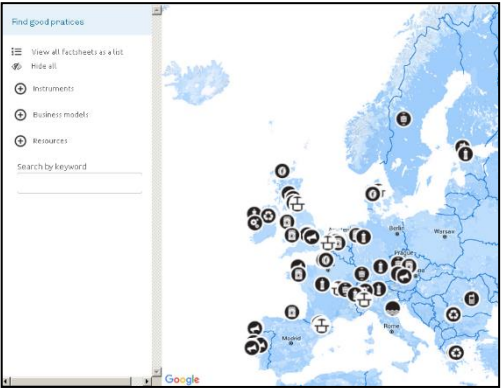 Find good pratices
View all factsheets as a list
Hide all
Instruments
Business models
Resources
Search by keyword
Berlin
Warsaw
Prague
Rome
Madrid
Google